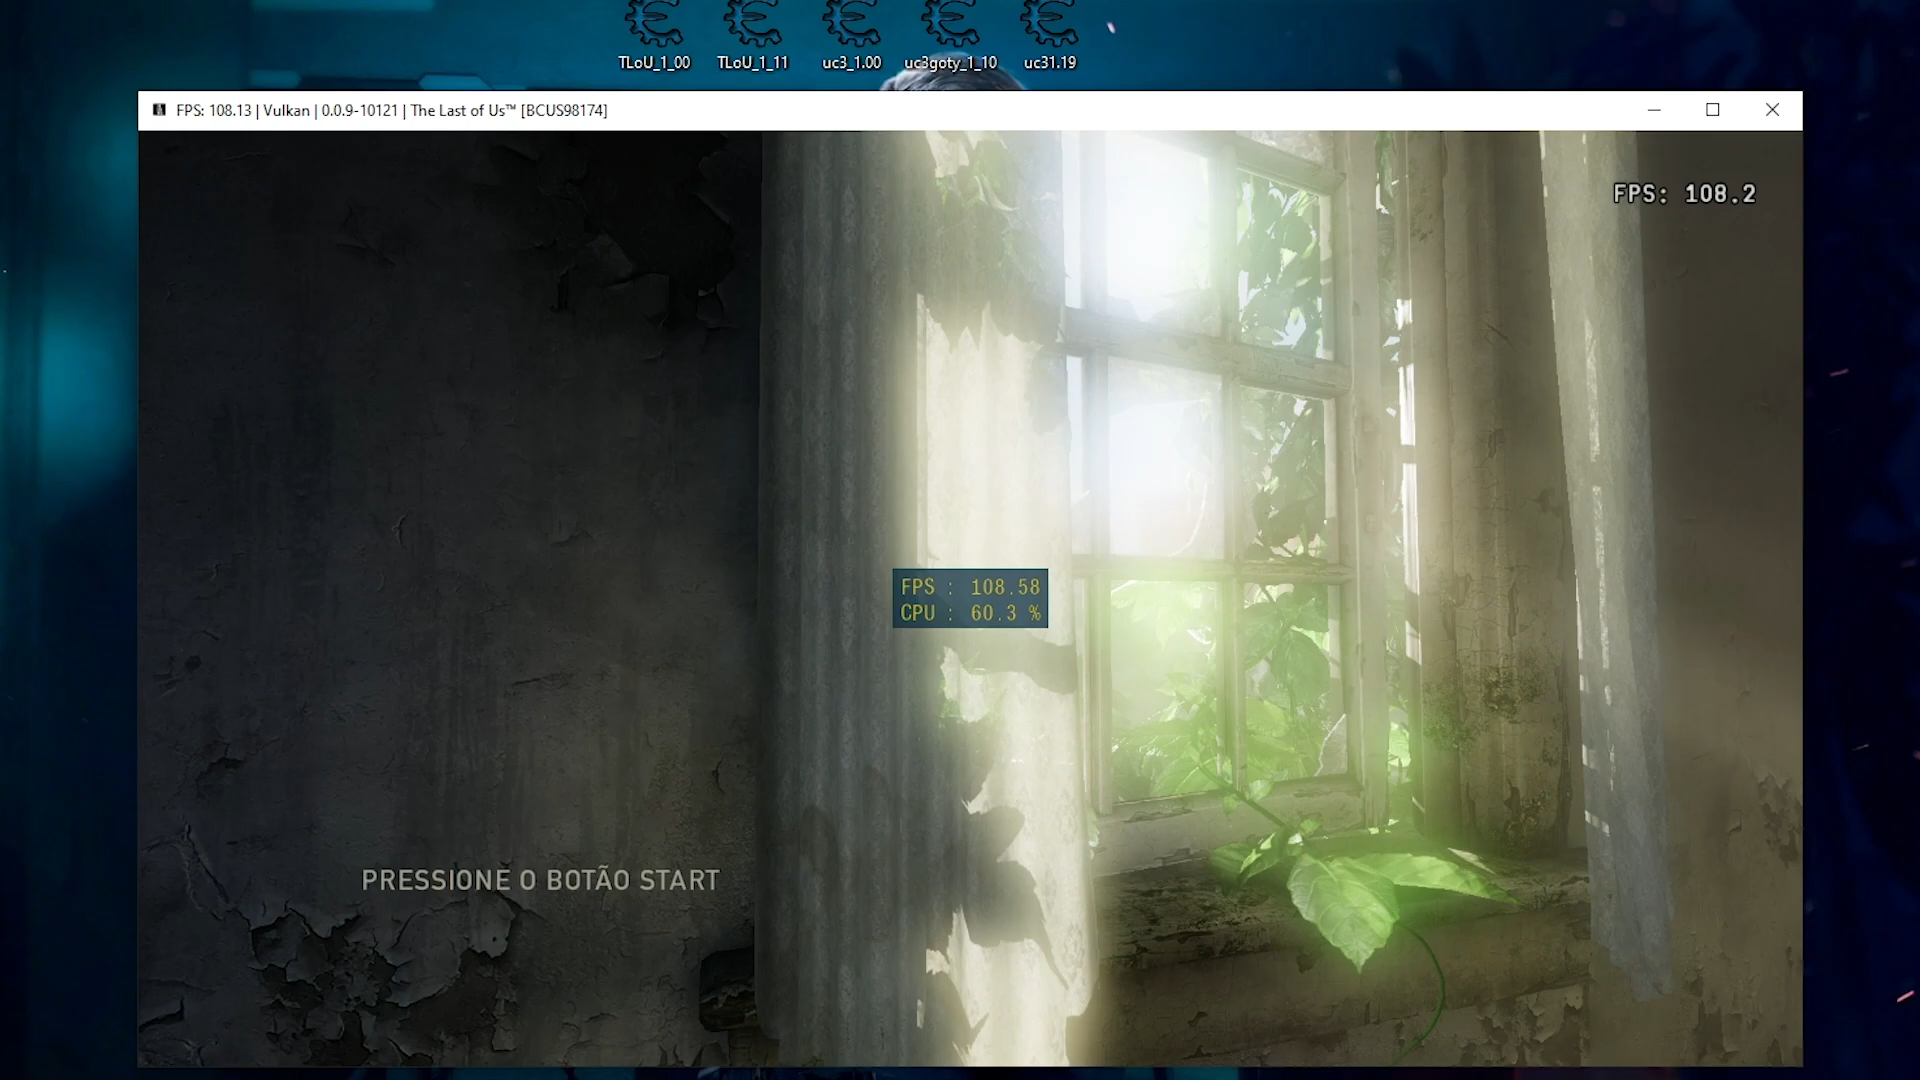 TLoU_1_00
TLoU_1_11
uc3_1.00
uc3goty_1_10
uc31.19
FPS: 108.13 | Vulkan | 0.0.9-10121 | The Last of Us™ [BCUS98174]
FPS: 108.2
FPS : 108.58
CPU : 60.3 %
PRESSIONE O BOTÃO START